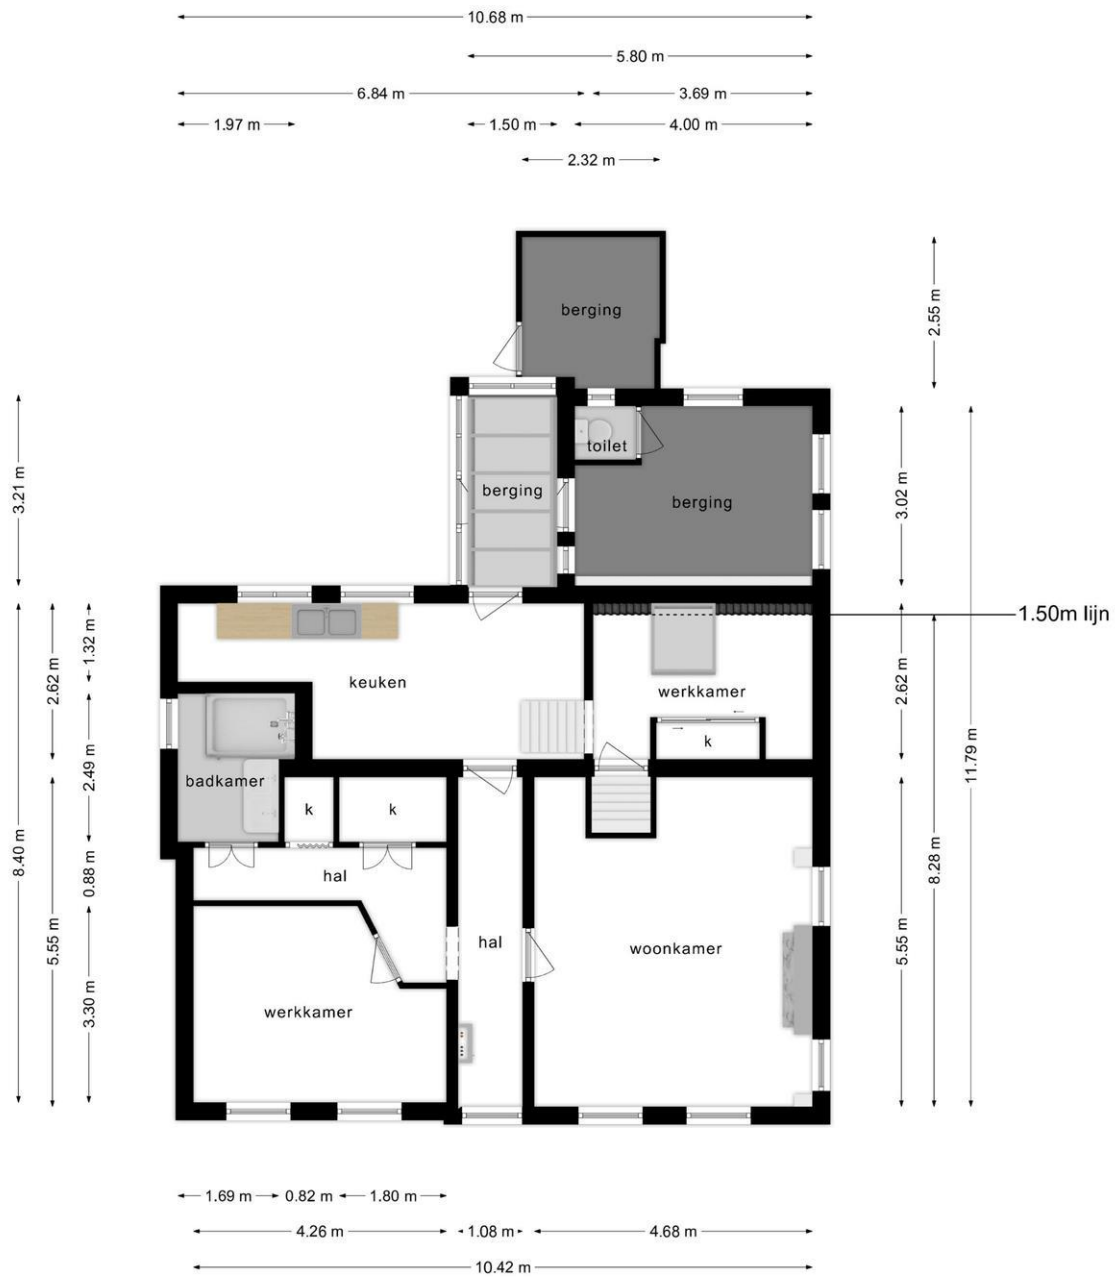 10.68 m
5.80 m
6.84 m
3.69 m
1.97 m
1.50 m
4.00 m
2.32 m
berging
2.55 m
toilet
berging
berging
3.21 m
3.02 m
1.50m lijn
1.32 m
2.62 m
keuken
werkkamer
2.62 m
k
11.79 m
badkamer
2.49 m
k
k
8.40 m
0.88 m
hal
8.28 m
5.55 m
hal
woonkamer
5.55 m
3.30 m
werkkamer
1.69 m
0.82 m
1.80 m
4.26 m
1.08 m
4.68 m
10.42 m